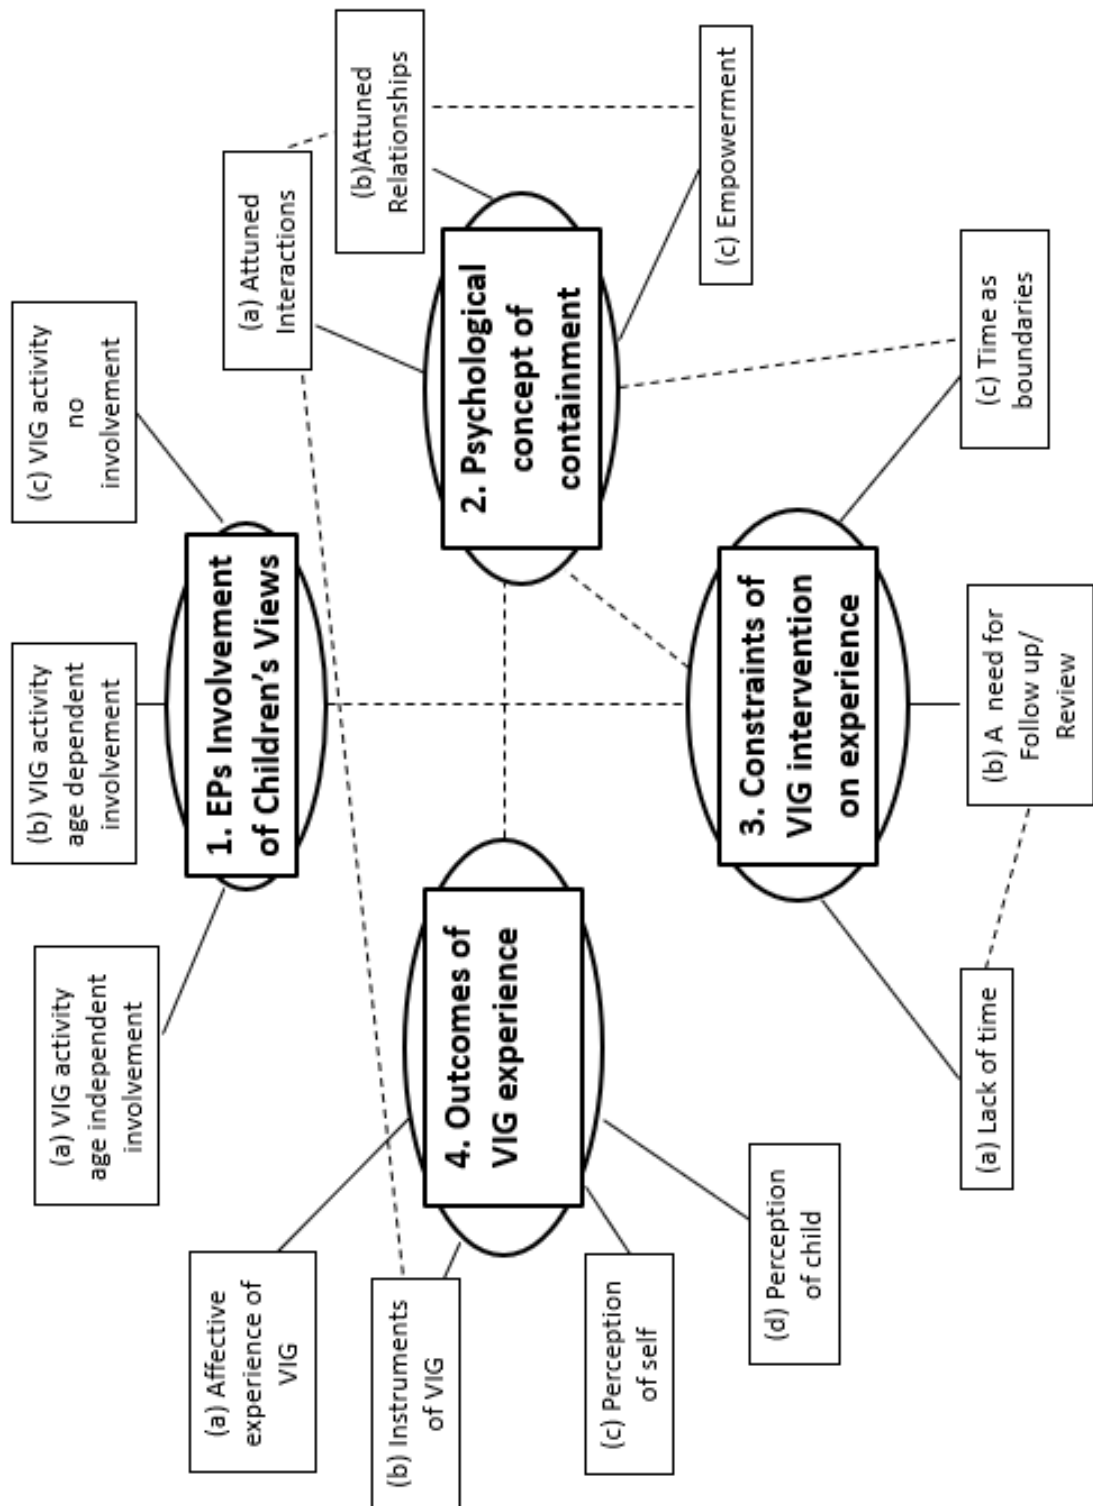 (a) VIG activity
age independent
involvement
(b) VIG activity
age dependent
involvement
(c) VIG activity
no
involvement
1. EPs Involvement
of Children’s Views
(a) Affective
experience of
VIG
(b) Instruments
of VIG
(c) Perception
of self
(d) Perception
of child
4. Outcomes of
VIG experience
(a) Attuned
Interactions
(b)Attuned
Relationships
(c) Empowerment
2. Psychological
concept of
containment
3. Constraints of
VIG intervention
on experience
(a) Lack of time
(b) A need for
Follow up/
Review
(c) Time as
boundaries